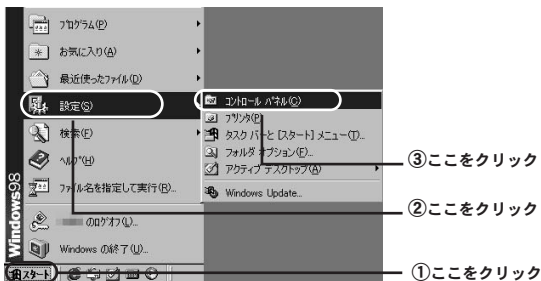 プログラム(P)
お気に入り(A)
最近使ったファイル(D)
設定(S)
検索(F)
ヘルプ(H)
ファイル名を指定して実行(R)...
のログオフ(L)...
Windows の終了(U)...
Windows98
スタート
コントロール パネル(C)
プリンタ(P)
タスク バーと [スタート] メニュー(T)...
フォルダ オプション(F)...
アクティブ デスクトップ(A)
Windows Update...
③ここをクリック
②ここをクリック
①ここをクリック